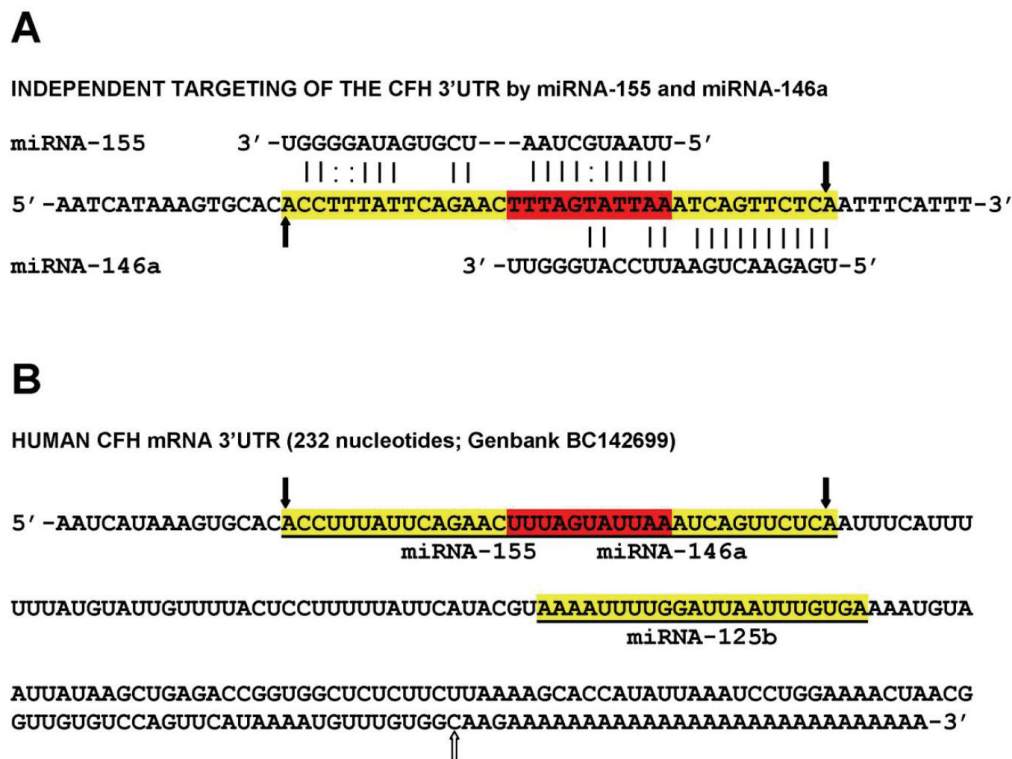 A
INDEPENDENT TARGETING OF THE CFH 3'UTR by miRNA-155 and miRNA-146a
miRNA-155 3'-UGGGGAUAGUGCU---AAUCGUAAUU-5'
||::||| || ||||:|||||
5'-AATCATAAAGTGCACACCTTTATTCAGAACTTTAGTATTAAATCAGTTCTCAATTTCATTT-3'
|| || ||||||||||
miRNA-146a 3'-UUGGGUACCUUAAGUCAAGAGU-5'
B
HUMAN CFH mRNA 3'UTR (232 nucleotides; Genbank BC142699)
5'-AAUCAUAAAGUGCACACCUUUAUUCAGAACUUUAGUAUUAAAUCAGUUCUCAAUUUCAUUU
miRNA-155 miRNA-146a
UUUAUGUAUUGUUUUACUCCUUUUUAUUCAUACGUAAAAUUUUGGAUUAAUUUGUGAAAAUGUA
miRNA-125b
AUUAUAAGCUGAGACCGGUGGCUCUCUUCUUAAAAGCACCAUAUUAAAUCCUGGAAAACUAACG
GUUGUGUCCAGUUCAUAAAAUGUUUGUGGCAAGAAAAAAAAAAAAAAAAAAAAAAAAAAAA-3'